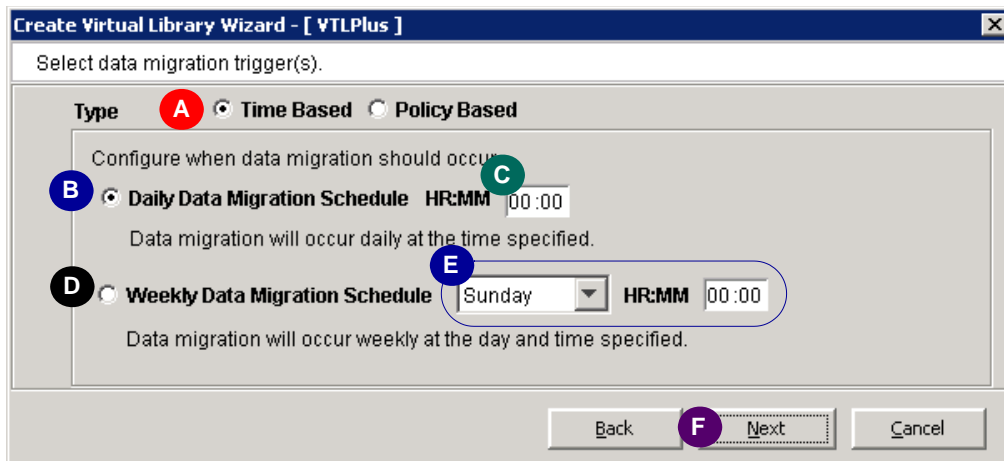 Create Virtual Library Wizard - [ VTLPlus ]
Select data migration trigger(s).
Type A Time Based Policy Based
Configure when data migration should occur
B Daily Data Migration Schedule HR:MM C 00:00
Data migration will occur daily at the time specified.
D Weekly Data Migration Schedule E Sunday HR:MM 00:00
Data migration will occur weekly at the day and time specified.
Back F Next Cancel